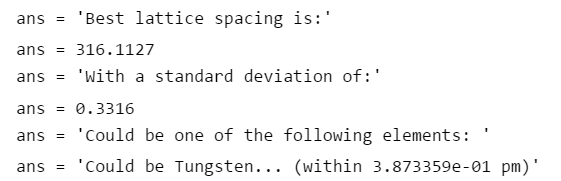 ans = 'Best lattice spacing is:'
ans = 316.1127
ans = 'With a standard deviation of:'
ans = 0.3316
ans = 'Could be one of the following elements: '
ans = 'Could be Tungsten... (within 3.873359e-01 pm)'